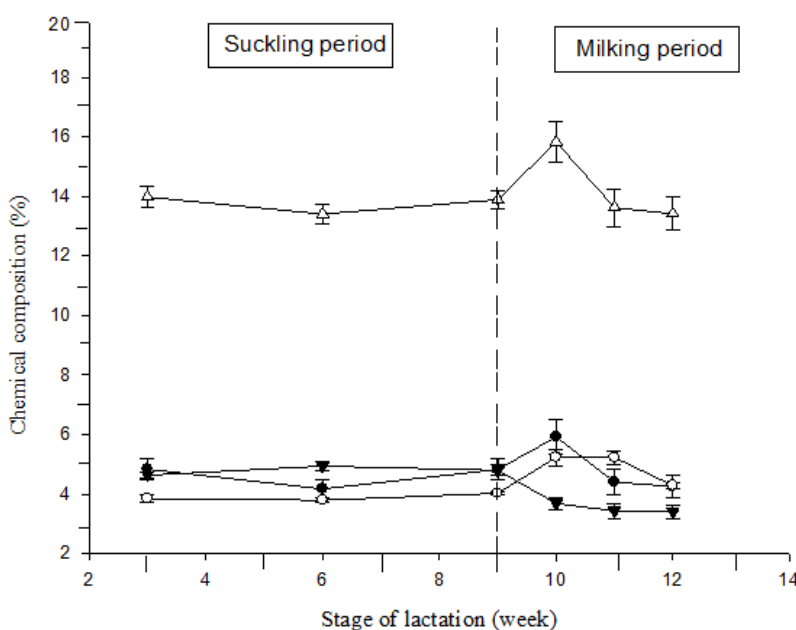 Suckling period
Milking period
Chemical composition (%)
20
18
16
14
12
10
8
6
4
2
2 4 6 8 10 12 14
Stage of lactation (week)